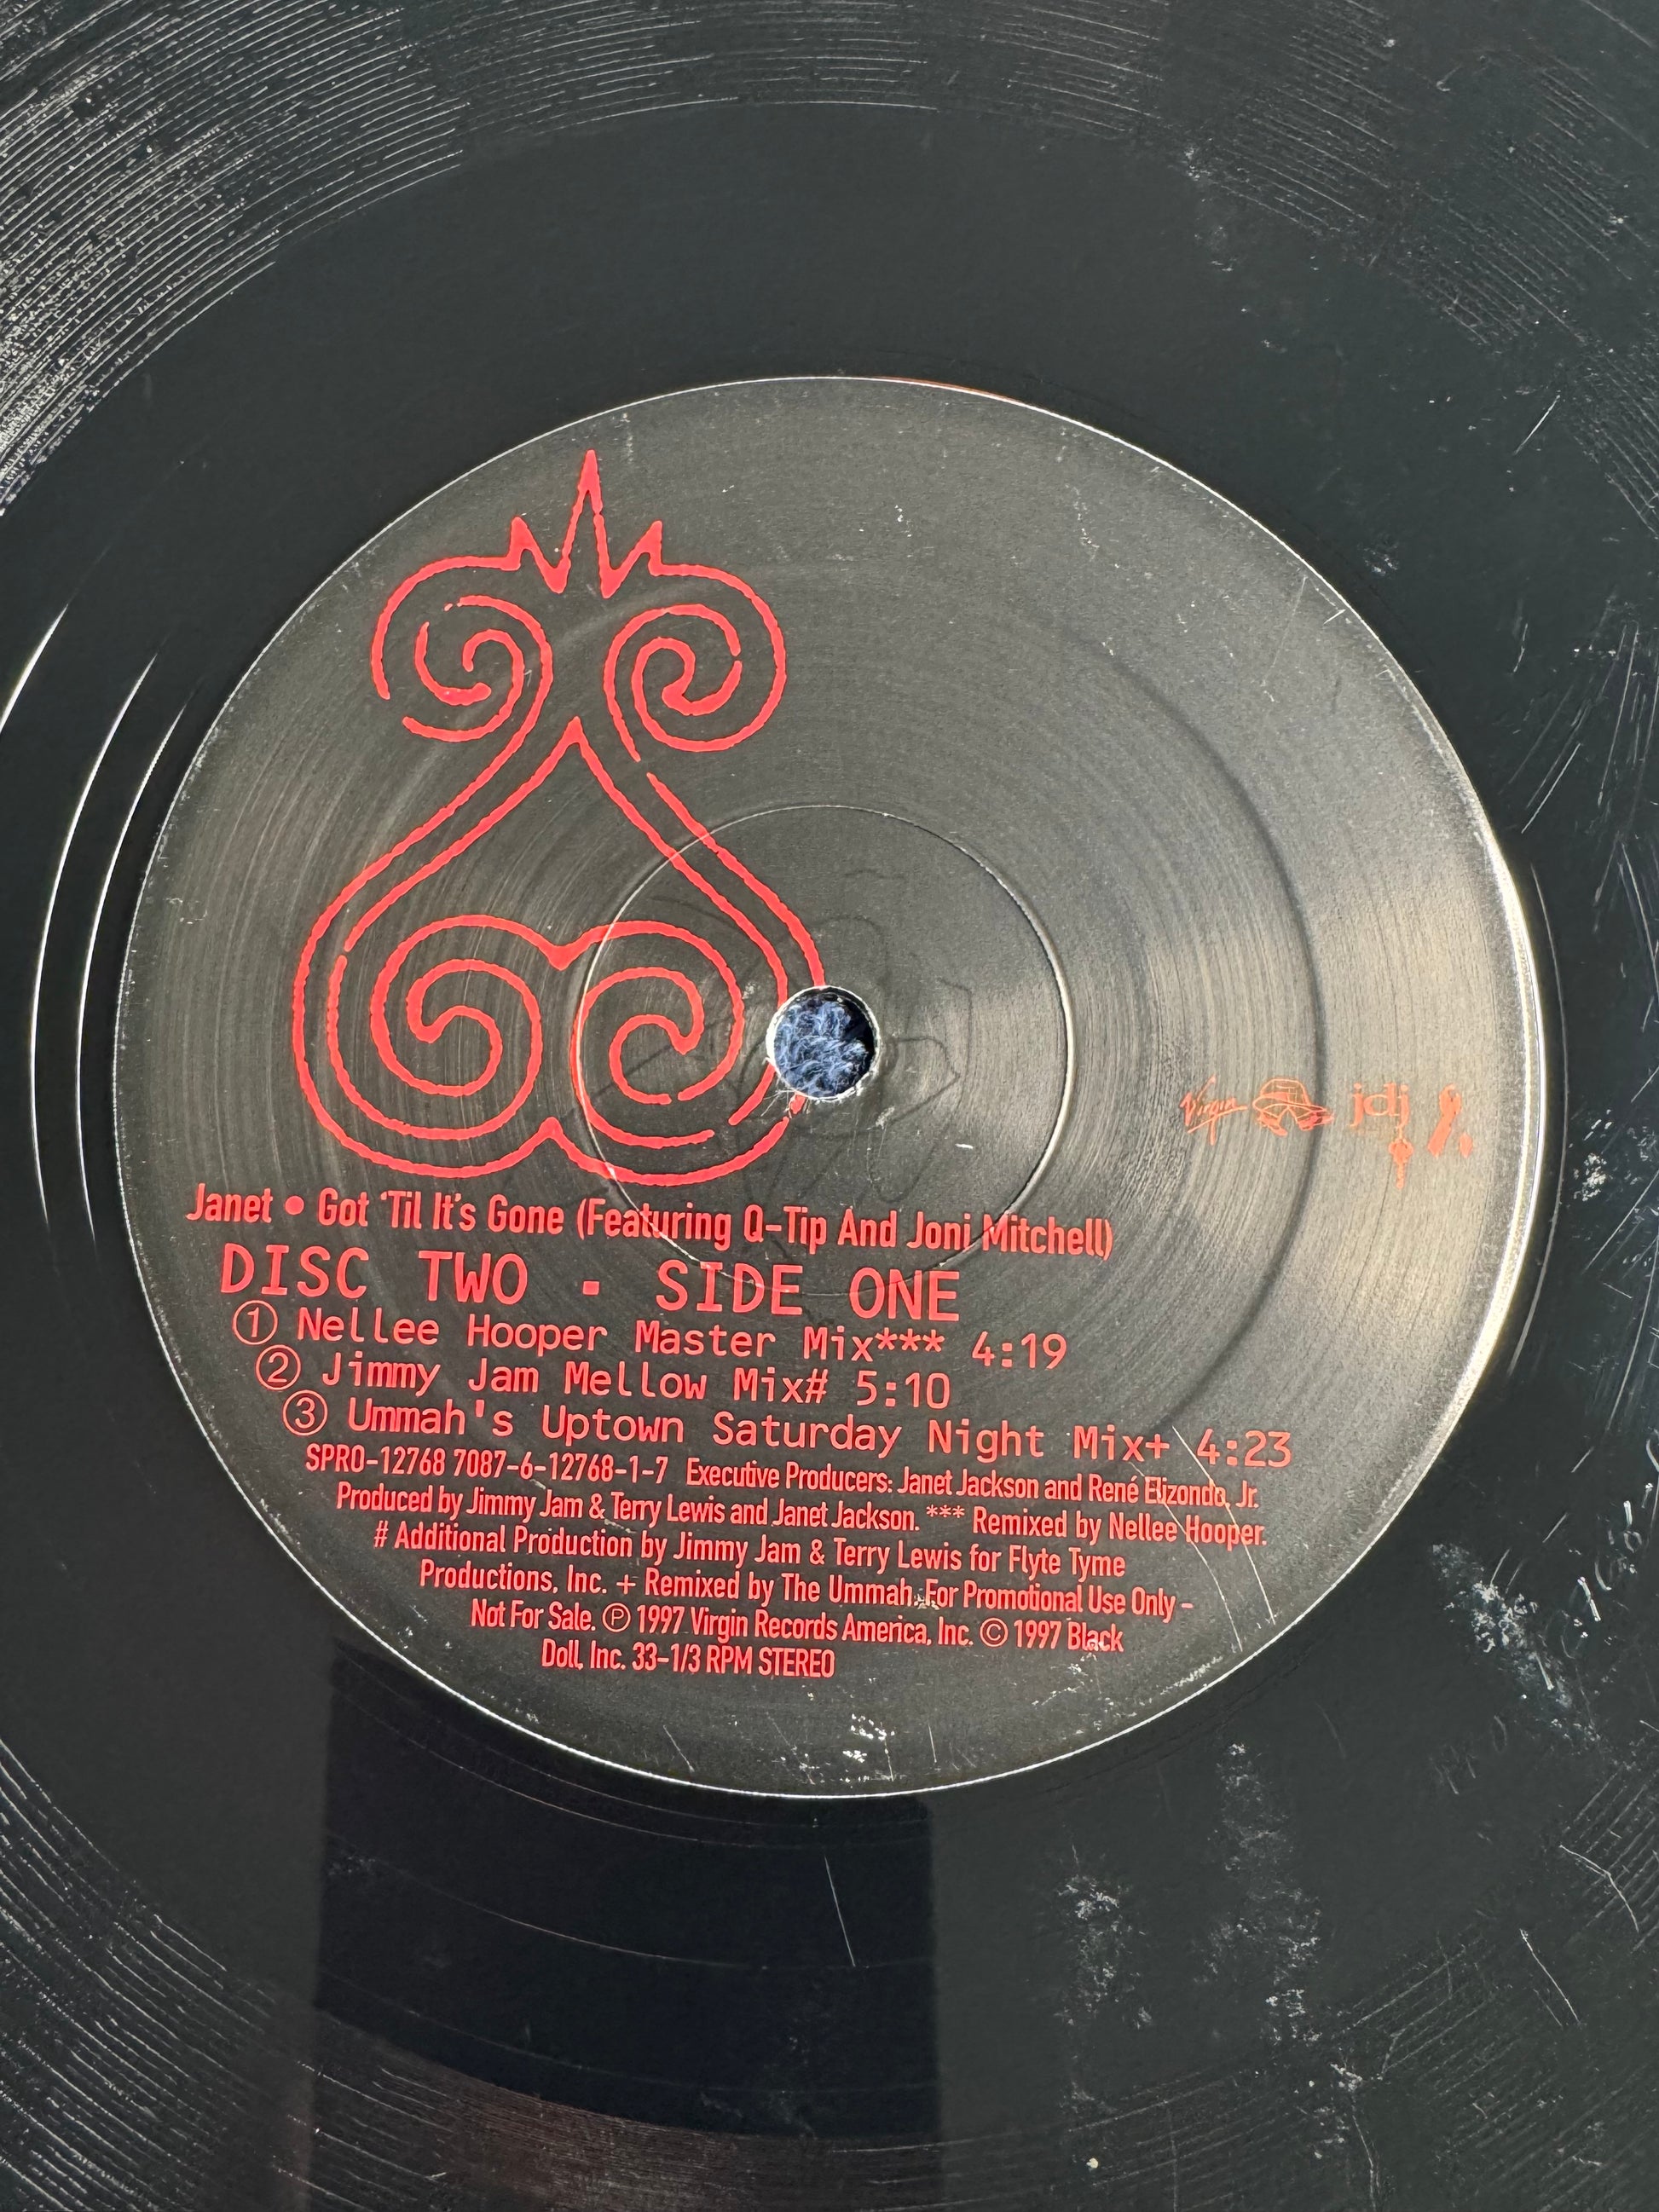 Virgin jdj
Janet • Got 'Til It's Gone (Featuring Q-Tip And Joni Mitchell)
DISC TWO · SIDE ONE
① Nellee Hooper Master Mix*** 4:19
② Jimmy Jam Mellow Mix# 5:10
③ Ummah's Uptown Saturday Night Mix+ 4:23
SPRO-12768 7087-6-12768-1-7 Executive Producers: Janet Jackson and René Elizondo, Jr.
Produced by Jimmy Jam & Terry Lewis and Janet Jackson. *** Remixed by Nellee Hooper.
# Additional Production by Jimmy Jam & Terry Lewis for Flyte Tyme
Productions, Inc. + Remixed by The Ummah. For Promotional Use Only -
Not For Sale. ℗ 1997 Virgin Records America, Inc. © 1997 Black
Doll, Inc. 33-1/3 RPM STEREO